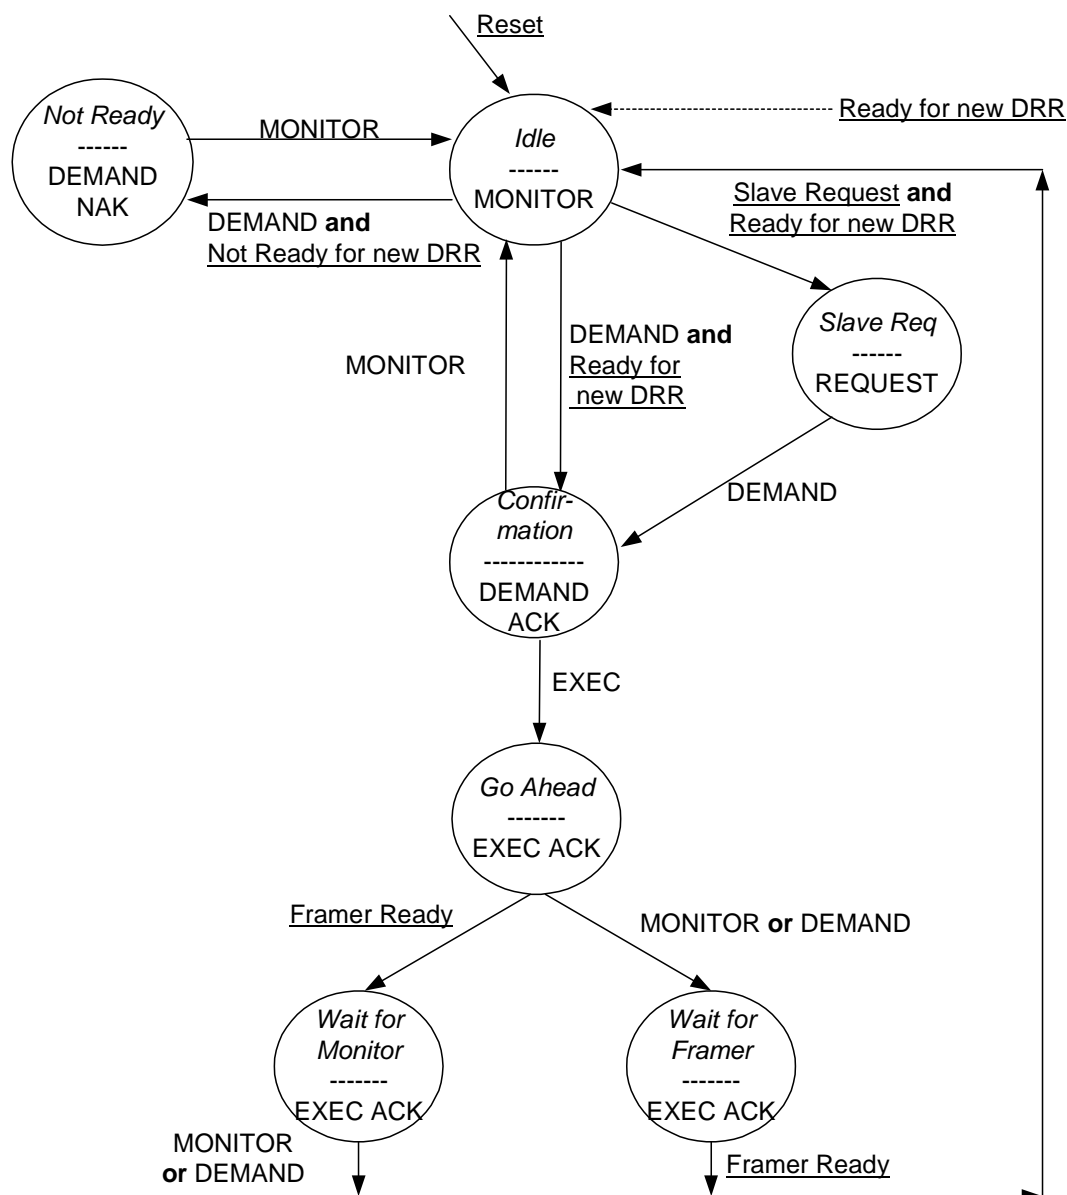 Reset
Not Ready
------
DEMAND
NAK
MONITOR
Idle
------
MONITOR
Ready for new DRR
DEMAND and
Not Ready for new DRR
Slave Request and
Ready for new DRR
Slave Req
------
REQUEST
MONITOR
DEMAND and
Ready for
new DRR
DEMAND
Confir-
mation
------------
DEMAND
ACK
EXEC
Go Ahead
-------
EXEC ACK
Framer Ready
MONITOR or DEMAND
Wait for
Monitor
-------
EXEC ACK
Wait for
Framer
-------
EXEC ACK
MONITOR
or DEMAND
Framer Ready